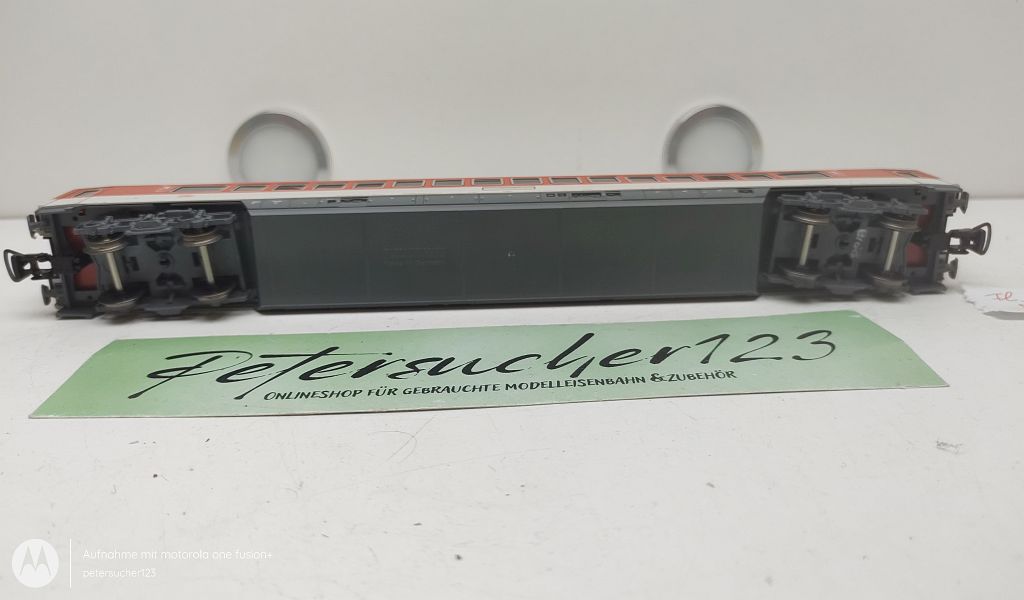 Petersucher123
ONLINESHOP FÜR GEBRAUCHTE MODELLEISENBAHN & ZUBEHÖR
Aufnahme mit motorola one fusion+
petersucher123